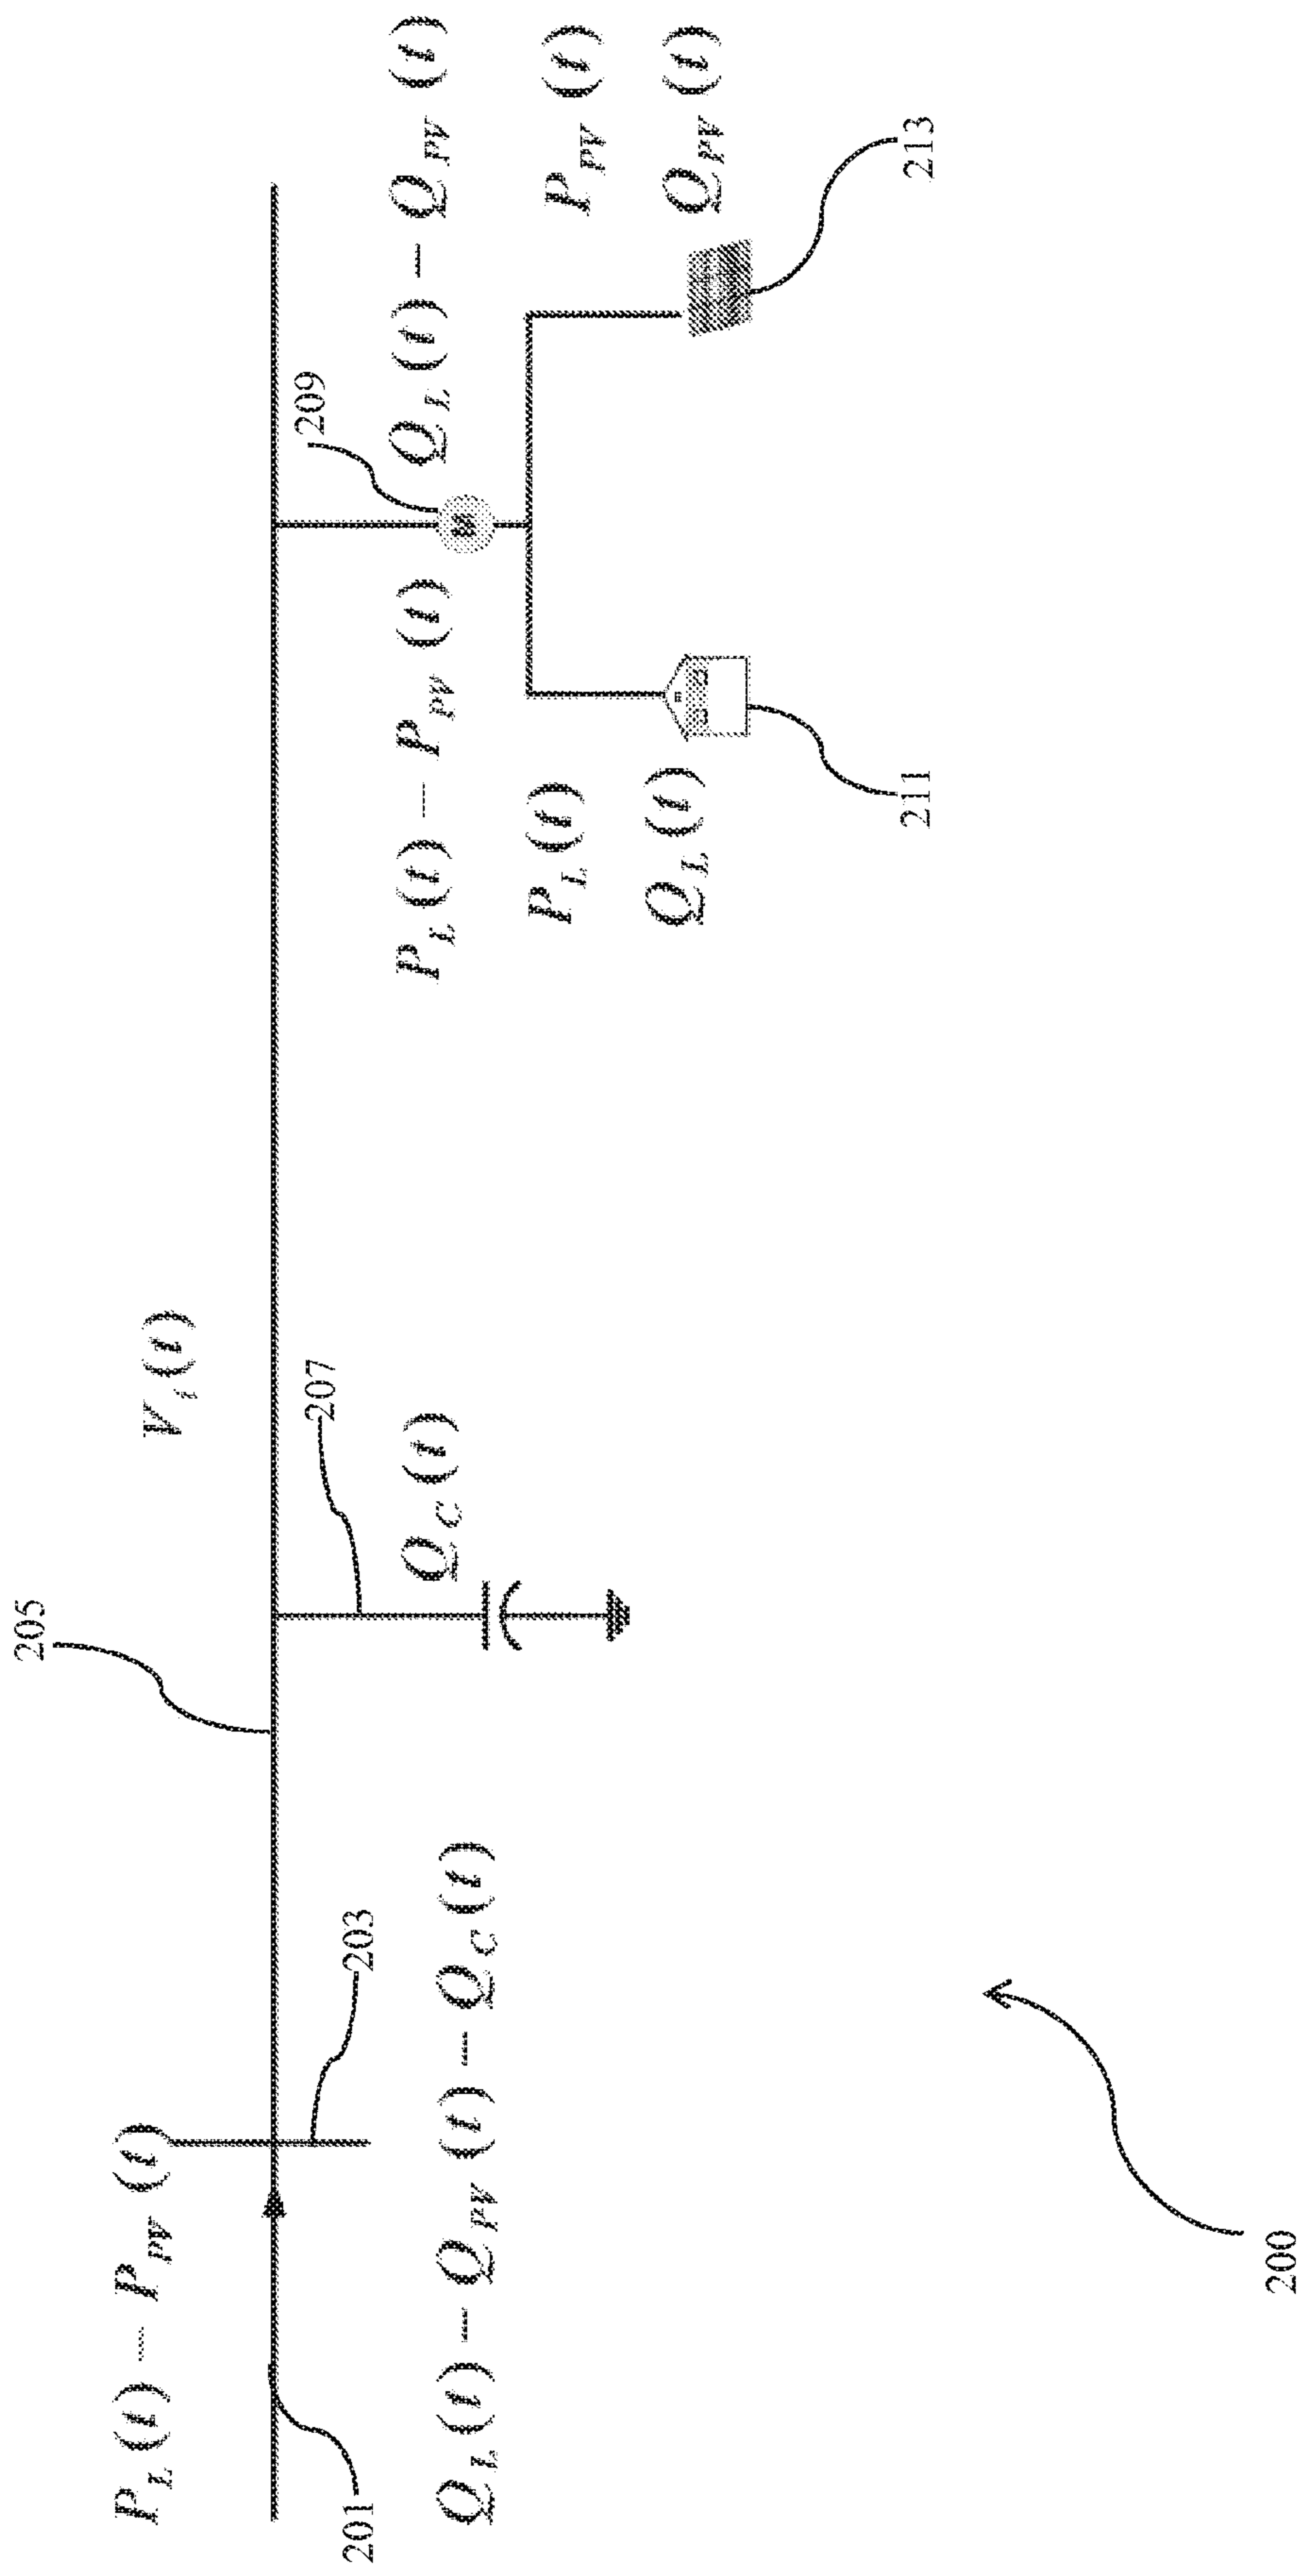 205
V_i(t)
P_L(t) − P_PV(t)
201
203
207
209
Q_L(t) − Q_PV(t) − Q_C(t)
Q_C(t)
P_L(t) − P_PV(t)
Q_L(t) − Q_PV(t)
P_L(t)
Q_L(t)
P_PV(t)
Q_PV(t)
M
211
213
200